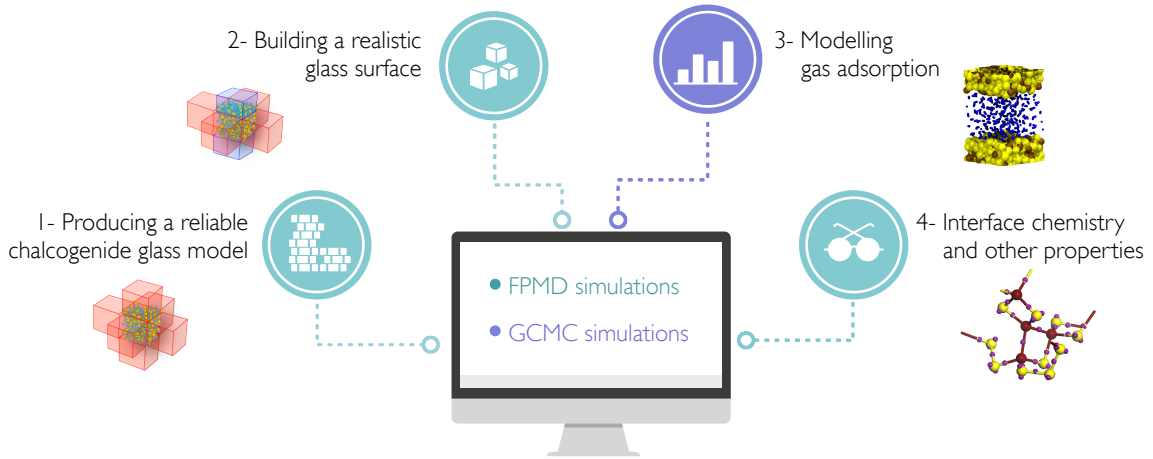 2- Building a realistic
glass surface
3- Modelling
gas adsorption
1- Producing a reliable
chalcogenide glass model
4- Interface chemistry
and other properties
• FPMD simulations
• GCMC simulations